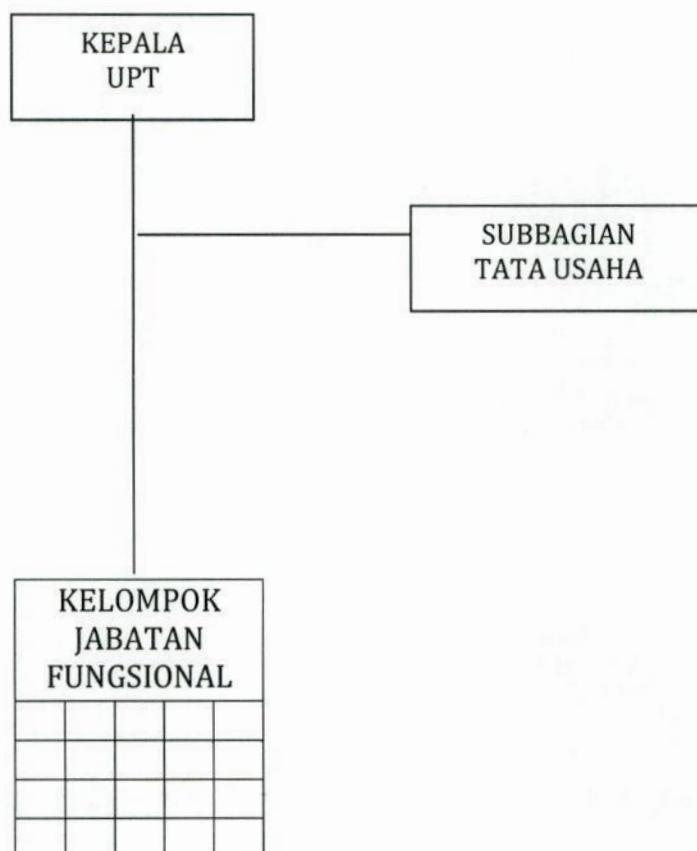 KEPALA
UPT
SUBBAGIAN
TATA USAHA
KELOMPOK
JABATAN
FUNGSIONAL